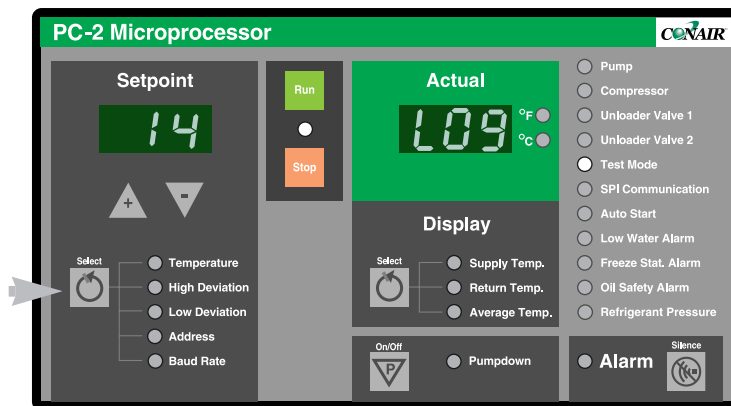 PC-2 Microprocessor
CONAIR
Setpoint
14
+
-
Select
Temperature
High Deviation
Low Deviation
Address
Baud Rate
Run
Stop
Actual
L09
°F
°C
Display
Select
Supply Temp.
Return Temp.
Average Temp.
On/Off
P
Pumpdown
Pump
Compressor
Unloader Valve 1
Unloader Valve 2
Test Mode
SPI Communication
Auto Start
Low Water Alarm
Freeze Stat. Alarm
Oil Safety Alarm
Refrigerant Pressure
Alarm
Silence